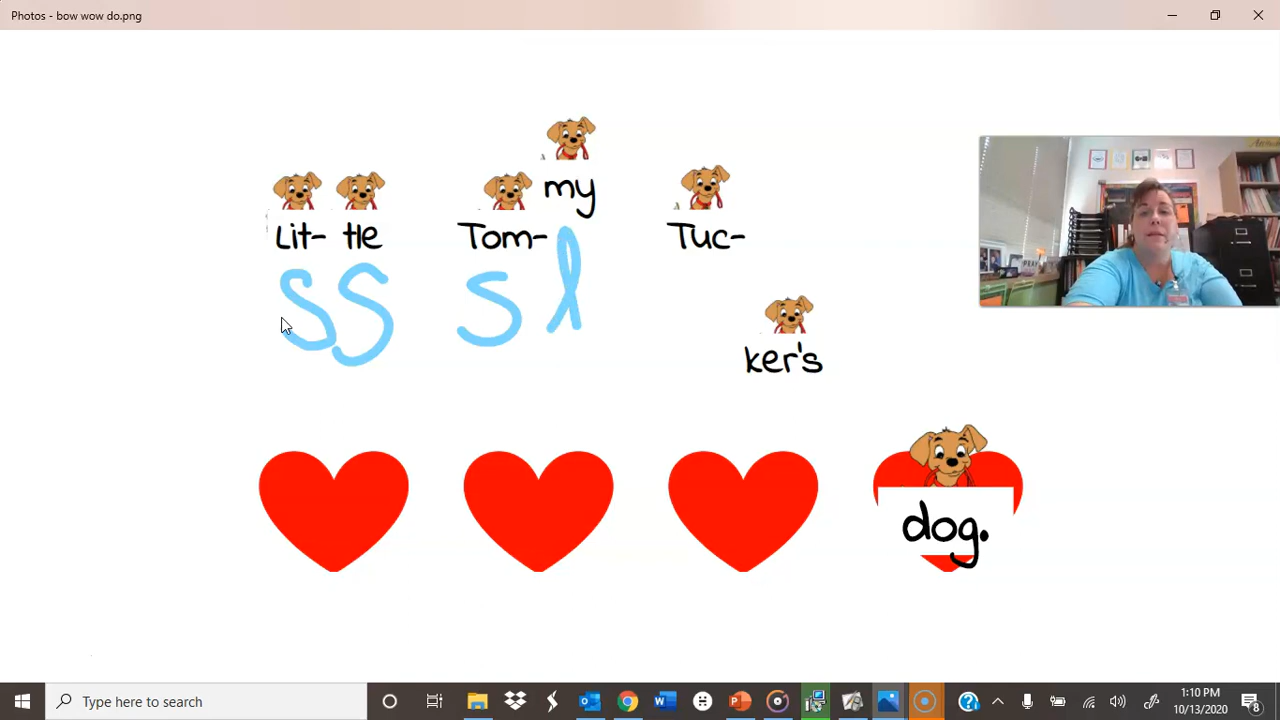 Photos - bow wow do.png
my
Lit- tle Tom- Tuc-
s s s l
ker's
dog.
Type here to search
1:10 PM
10/13/2020
8